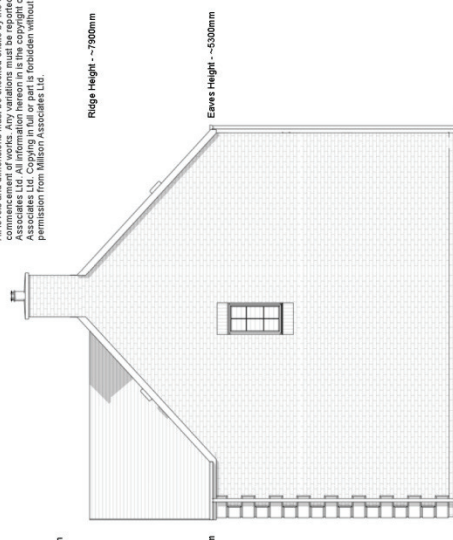 commencement of works. Any variations must be reported
Associates Ltd. All information hereon in is the copyright
Associates Ltd. Copying in full or part is forbidden without
permission from Millson Associates Ltd.
Ridge Height - ~7900mm
Eaves Height - ~5300mm